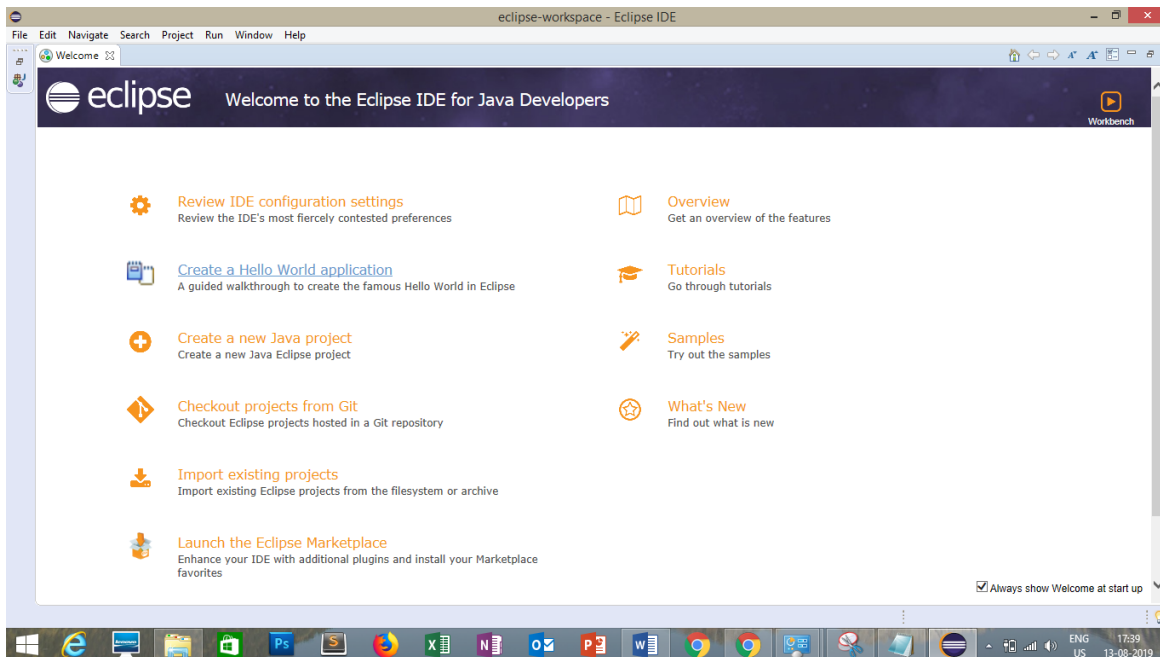 eclipse-workspace - Eclipse IDE
File Edit Navigate Search Project Run Window Help
Welcome
eclipse
Welcome to the Eclipse IDE for Java Developers
Workbench
Review IDE configuration settings
Review the IDE's most fiercely contested preferences
Create a Hello World application
A guided walkthrough to create the famous Hello World in Eclipse
Create a new Java project
Create a new Java Eclipse project
Checkout projects from Git
Checkout Eclipse projects hosted in a Git repository
Import existing projects
Import existing Eclipse projects from the filesystem or archive
Launch the Eclipse Marketplace
Enhance your IDE with additional plugins and install your Marketplace
favorites
Overview
Get an overview of the features
Tutorials
Go through tutorials
Samples
Try out the samples
What's New
Find out what is new
Always show Welcome at start up
Ps
ENG
US
17:39
13-08-2019